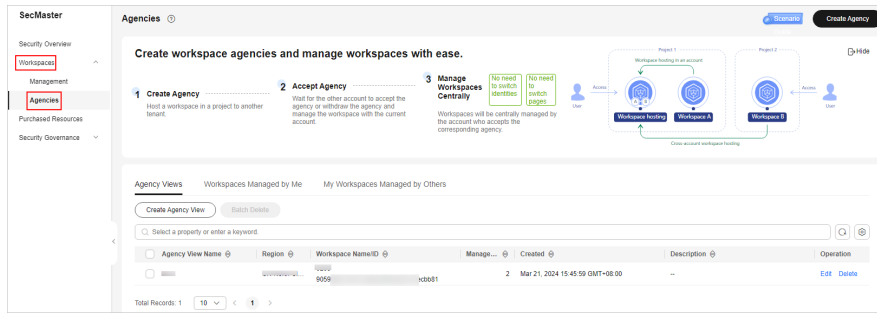 SecMaster
Agencies
Scenario
Create Agency
Security Overview
Workspaces
Management
Agencies
Purchased Resources
Security Governance
Create workspace agencies and manage workspaces with ease.
Hide
1 Create Agency
Host a workspace in a project to another
tenant.
2 Accept Agency
Wait for the other account to accept the
agency or withdraw the agency and
manage the workspace with the current
account.
3 Manage
Workspaces
Centrally
No need
to switch
identities
No need
to
switch
pages
Workspaces will be centrally managed by
the account who accepts the
corresponding agency.
Project 1
Project 2
Workspace hosting in an account
Access
Access
User
User
A
B
Workspace hosting
Workspace A
Workspace B
Cross-account workspace hosting
Agency Views
Workspaces Managed by Me
My Workspaces Managed by Others
Create Agency View
Batch Delete
Select a property or enter a keyword.
Agency View Name
Region
Workspace Name/ID
Manage...
Created
Description
Operation
9059
ecbb81
2
Mar 21, 2024 15:45:59 GMT+08:00
--
Edit
Delete
Total Records: 1
10
1